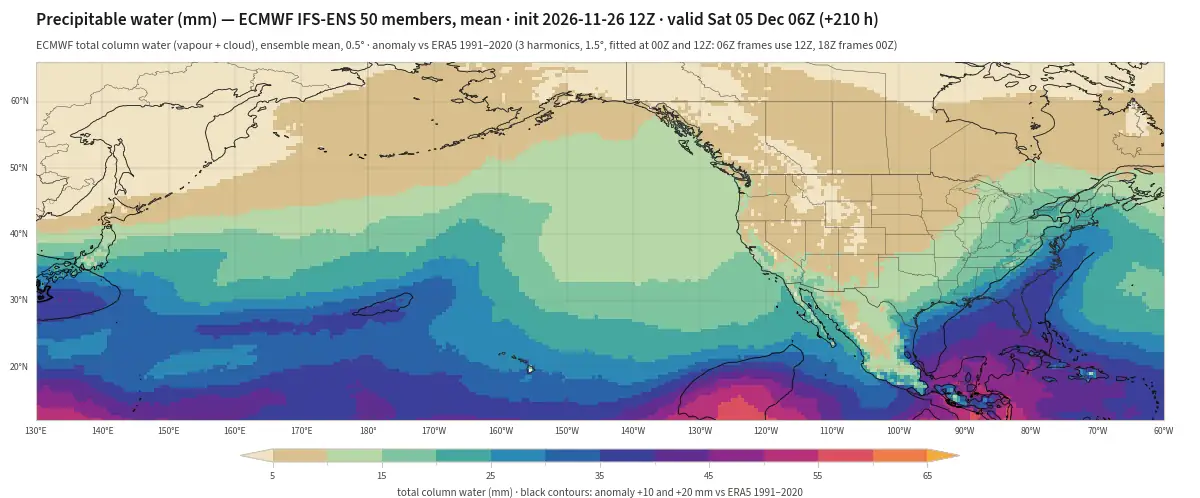 Precipitable water (mm) — ECMWF IFS-ENS 50 members, mean · init 2026-11-26 12Z · valid Sat 05 Dec 06Z (+210 h)
ECMWF total column water (vapour + cloud), ensemble mean, 0.5° · anomaly vs ERA5 1991–2020 (3 harmonics, 1.5°, fitted at 00Z and 12Z: 06Z frames use 12Z, 18Z frames 00Z)
60°N
50°N
40°N
30°N
20°N
130°E 140°E 150°E 160°E 170°E 180° 170°W 160°W 150°W 140°W 130°W 120°W 110°W 100°W 90°W 80°W 70°W 60°W
5 15 25 35 45 55 65
total column water (mm) · black contours: anomaly +10 and +20 mm vs ERA5 1991–2020